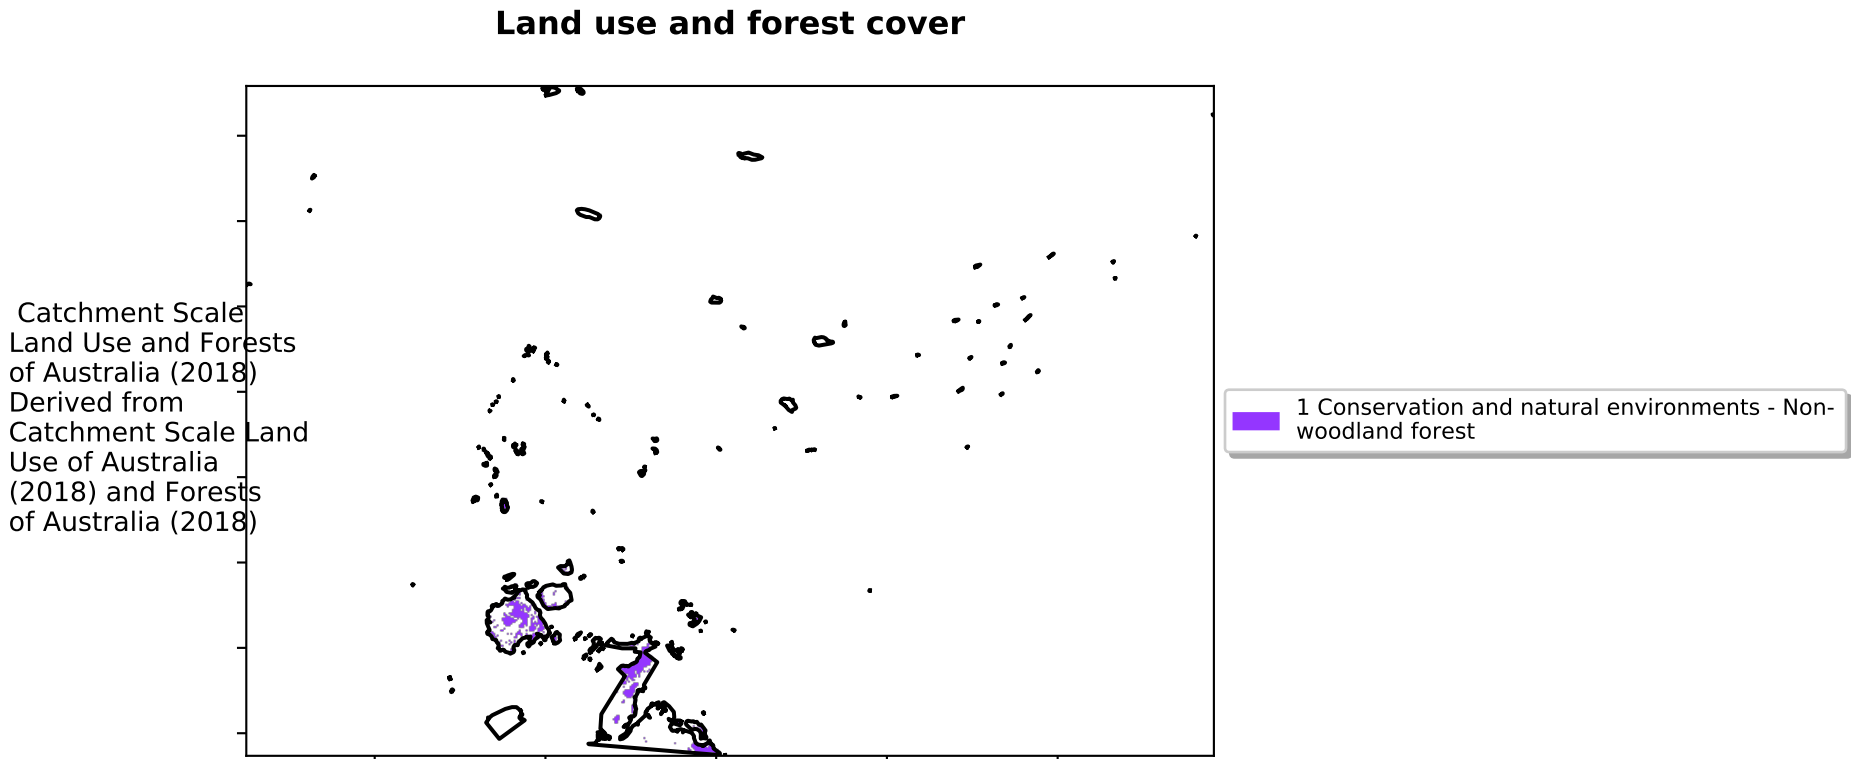 Land use and forest cover
Catchment Scale
Land Use and Forests
of Australia (2018)
Derived from
Catchment Scale Land
Use of Australia
(2018) and Forests
of Australia (2018)
1 Conservation and natural environments - Non-
woodland forest